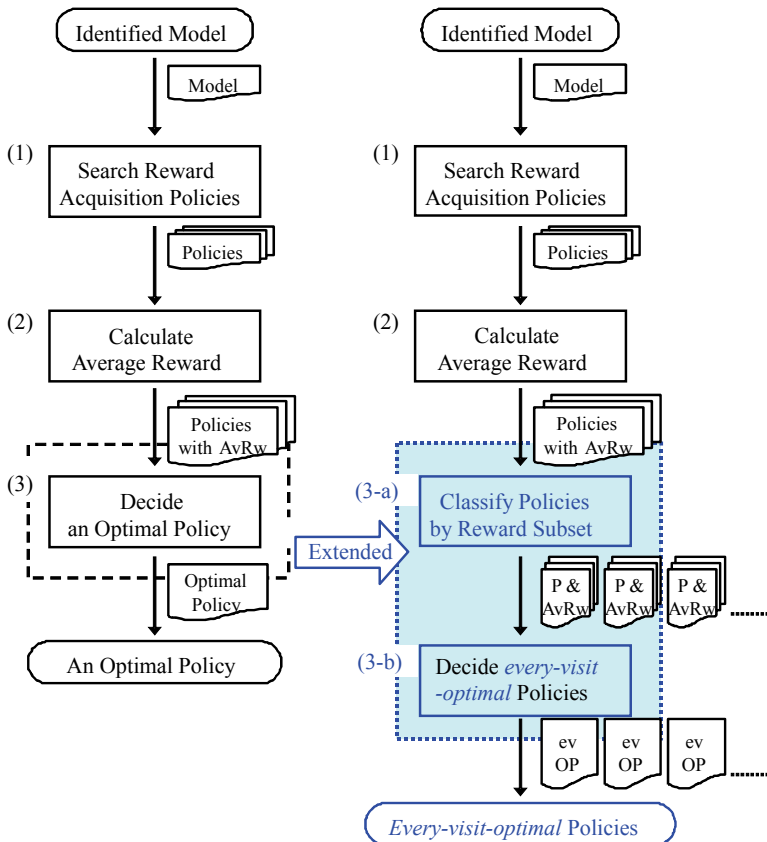 Identified Model
Model
(1)
Search Reward
Acquisition Policies
Policies
(2)
Calculate
Average Reward
Policies
with AvRw
(3)
Decide
an Optimal Policy
Optimal
Policy
An Optimal Policy
Extended
Identified Model
Model
(1)
Search Reward
Acquisition Policies
Policies
(2)
Calculate
Average Reward
Policies
with AvRw
(3-a)
Classify Policies
by Reward Subset
P &
AvRw
P &
AvRw
P &
AvRw
(3-b)
Decide every-visit
-optimal Policies
ev
OP
ev
OP
ev
OP
Every-visit-optimal Policies